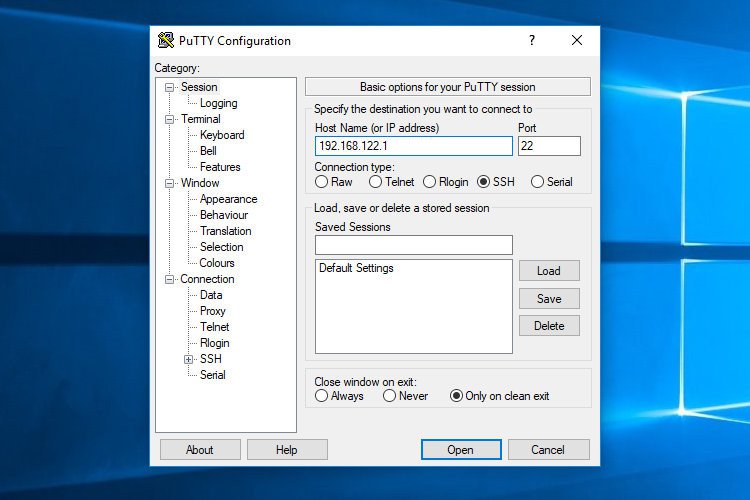 PuTTY Configuration
?
Category:
Session
Logging
Terminal
Keyboard
Bell
Features
Window
Appearance
Behaviour
Translation
Selection
Colours
Connection
Data
Proxy
Telnet
Rlogin
SSH
Serial
Basic options for your PuTTY session
Specify the destination you want to connect to
Host Name (or IP address) Port
192.168.122.1 22
Connection type:
Raw Telnet Rlogin SSH Serial
Load, save or delete a stored session
Saved Sessions
Default Settings
Load
Save
Delete
Close window on exit:
Always Never Only on clean exit
About Help Open Cancel